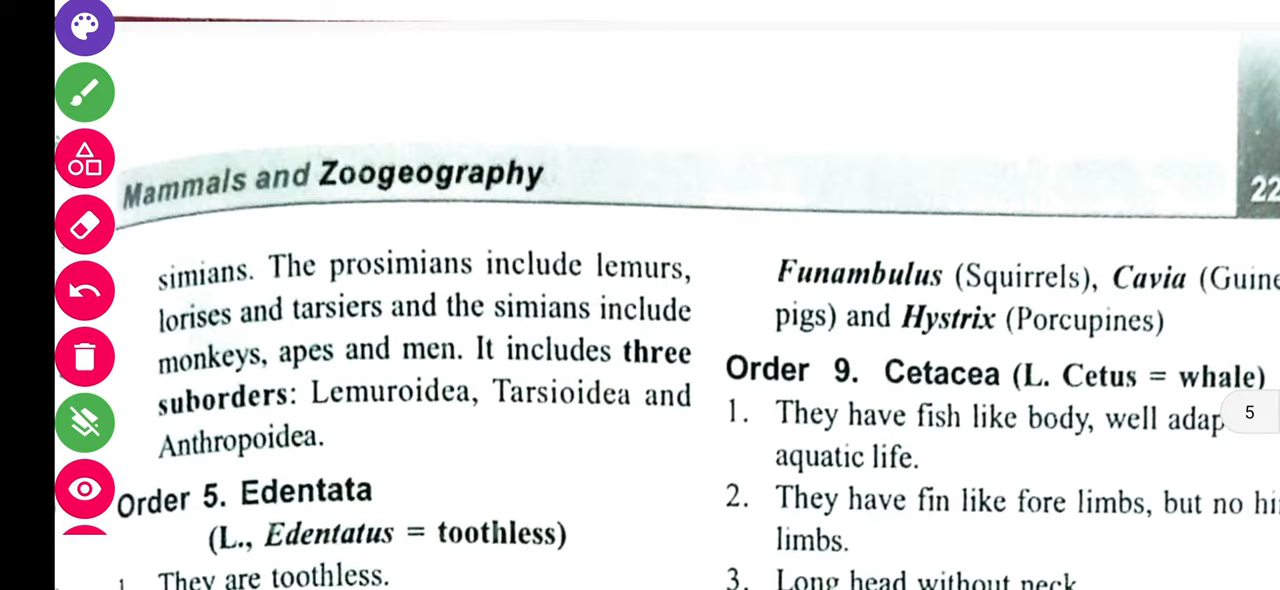 Mammals and Zoogeography
22
simians. The prosimians include lemurs,
lorises and tarsiers and the simians include
monkeys, apes and men. It includes three
suborders: Lemuroidea, Tarsioidea and
Anthropoidea.
Order 5. Edentata
(L., Edentatus = toothless)
1. They are toothless.
Funambulus (Squirrels), Cavia (Guine
pigs) and Hystrix (Porcupines)
Order 9. Cetacea (L. Cetus = whale)
1. They have fish like body, well adap
aquatic life.
2. They have fin like fore limbs, but no hi
limbs.
3. Long head without neck
5